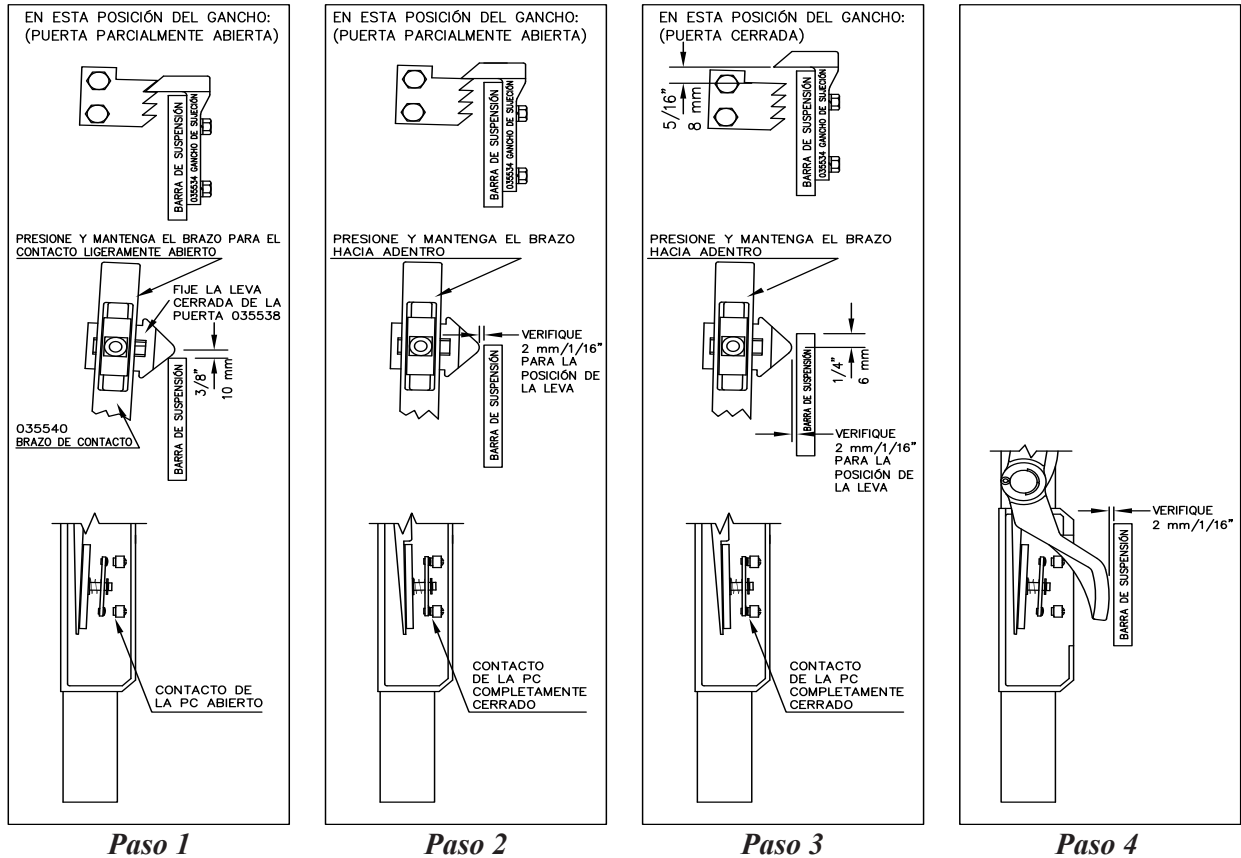 EN ESTA POSICIÓN DEL GANCHO:
(PUERTA PARCIALMENTE ABIERTA)
BARRA DE SUSPENSIÓN
035534 GANCHO DE SUJECIÓN
PRESIONE Y MANTENGA EL BRAZO PARA EL
CONTACTO LIGERAMENTE ABIERTO
FIJE LA LEVA
CERRADA DE LA
PUERTA 035538
3/8"
10 mm
BARRA DE SUSPENSIÓN
035540
BRAZO DE CONTACTO
CONTACTO DE
LA PC ABIERTO
Paso 1
EN ESTA POSICIÓN DEL GANCHO:
(PUERTA PARCIALMENTE ABIERTA)
BARRA DE SUSPENSIÓN
035534 GANCHO DE SUJECIÓN
PRESIONE Y MANTENGA EL BRAZO
HACIA ADENTRO
VERIFIQUE
2 mm/1/16"
PARA LA
POSICIÓN DE
LA LEVA
BARRA DE SUSPENSIÓN
CONTACTO
DE LA PC
COMPLETAMENTE
CERRADO
Paso 2
EN ESTA POSICIÓN DEL GANCHO:
(PUERTA CERRADA)
5/16"
8 mm
BARRA DE SUSPENSIÓN
035534 GANCHO DE SUJECIÓN
PRESIONE Y MANTENGA EL BRAZO
HACIA ADENTRO
BARRA DE SUSPENSIÓN
1/4"
6 mm
VERIFIQUE
2 mm/1/16"
PARA LA
POSICIÓN DE
LA LEVA
CONTACTO
DE LA PC
COMPLETAMENTE
CERRADO
Paso 3
VERIFIQUE
2 mm/1/16"
BARRA DE SUSPENSIÓN
Paso 4